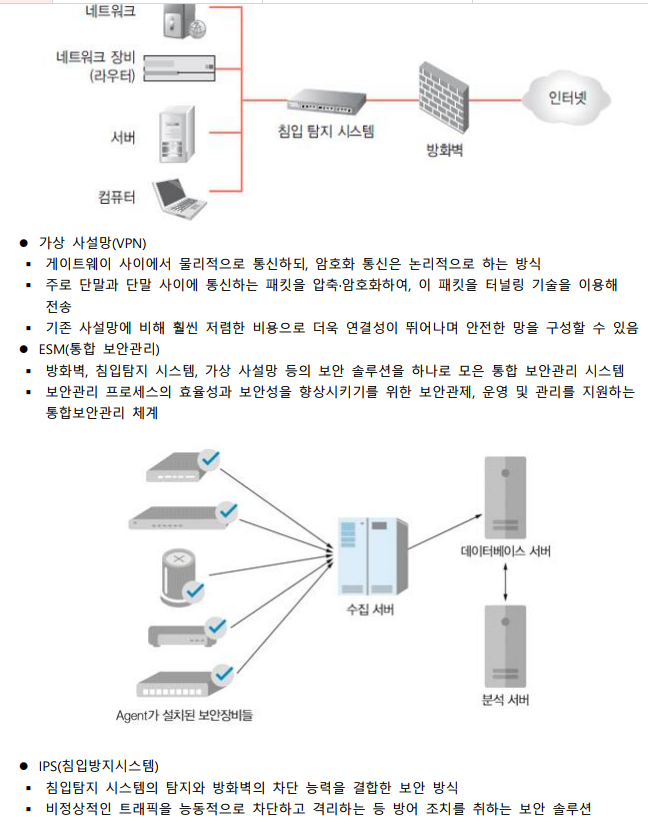 네트워크
네트워크 장비
(라우터)
서버
컴퓨터
침입 탐지 시스템
방화벽
인터넷
● 가상 사설망(VPN)
▪ 게이트웨이 사이에서 물리적으로 통신하되, 암호화 통신은 논리적으로 하는 방식
▪ 주로 단말과 단말 사이에 통신하는 패킷을 압축·암호화하여, 이 패킷을 터널링 기술을 이용해
전송
▪ 기존 사설망에 비해 훨씬 저렴한 비용으로 더욱 연결성이 뛰어나며 안전한 망을 구성할 수 있음
● ESM(통합 보안관리)
▪ 방화벽, 침입탐지 시스템, 가상 사설망 등의 보안 솔루션을 하나로 모은 통합 보안관리 시스템
▪ 보안관리 프로세스의 효율성과 보안성을 향상시키기를 위한 보안관제, 운영 및 관리를 지원하는
통합보안관리 체계
수집 서버
데이터베이스 서버
분석 서버
Agent가 설치된 보안장비들
● IPS(침입방지시스템)
▪ 침입탐지 시스템의 탐지와 방화벽의 차단 능력을 결합한 보안 방식
▪ 비정상적인 트래픽을 능동적으로 차단하고 격리하는 등 방어 조치를 취하는 보안 솔루션